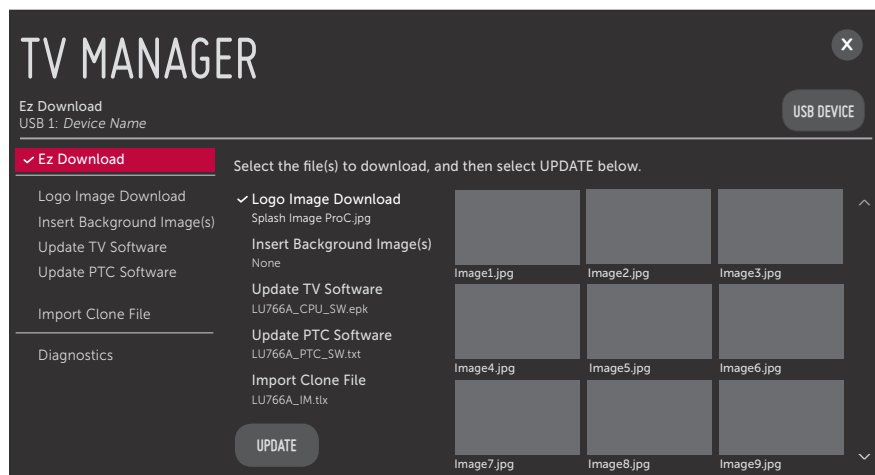 TV MANAGER
X
Ez Download
USB 1: Device Name
USB DEVICE
Ez Download
Logo Image Download
Insert Background Image(s)
Update TV Software
Update PTC Software
Import Clone File
Diagnostics
Select the file(s) to download, and then select UPDATE below.
Logo Image Download
Splash Image ProC.jpg
Insert Background Image(s)
None
Update TV Software
LU766A_CPU_SW.epk
Update PTC Software
LU766A_PTC_SW.txt
Import Clone File
LU766A_IM.tlx
UPDATE
Image1.jpg
Image2.jpg
Image3.jpg
Image4.jpg
Image5.jpg
Image6.jpg
Image7.jpg
Image8.jpg
Image9.jpg